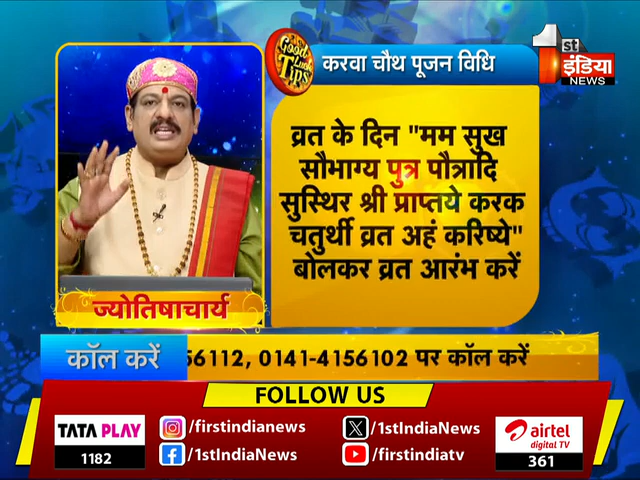 Good Luck Tips
करवा चौथ पूजन विधि
1st
इंडिया
NEWS
व्रत के दिन "मम सुख
सौभाग्य पुत्र पौत्रादि
सुस्थिर श्री प्राप्तये करक
चतुर्थी व्रत अहं करिष्ये"
बोलकर व्रत आरंभ करें
ज्योतिषाचार्य
कॉल करें
56112, 0141-4156102 पर कॉल करें
FOLLOW US
TATA PLAY
1182
/firstindianews
/1stIndiaNews
/1stIndiaNews
/firstindiatv
airtel
digital TV
361